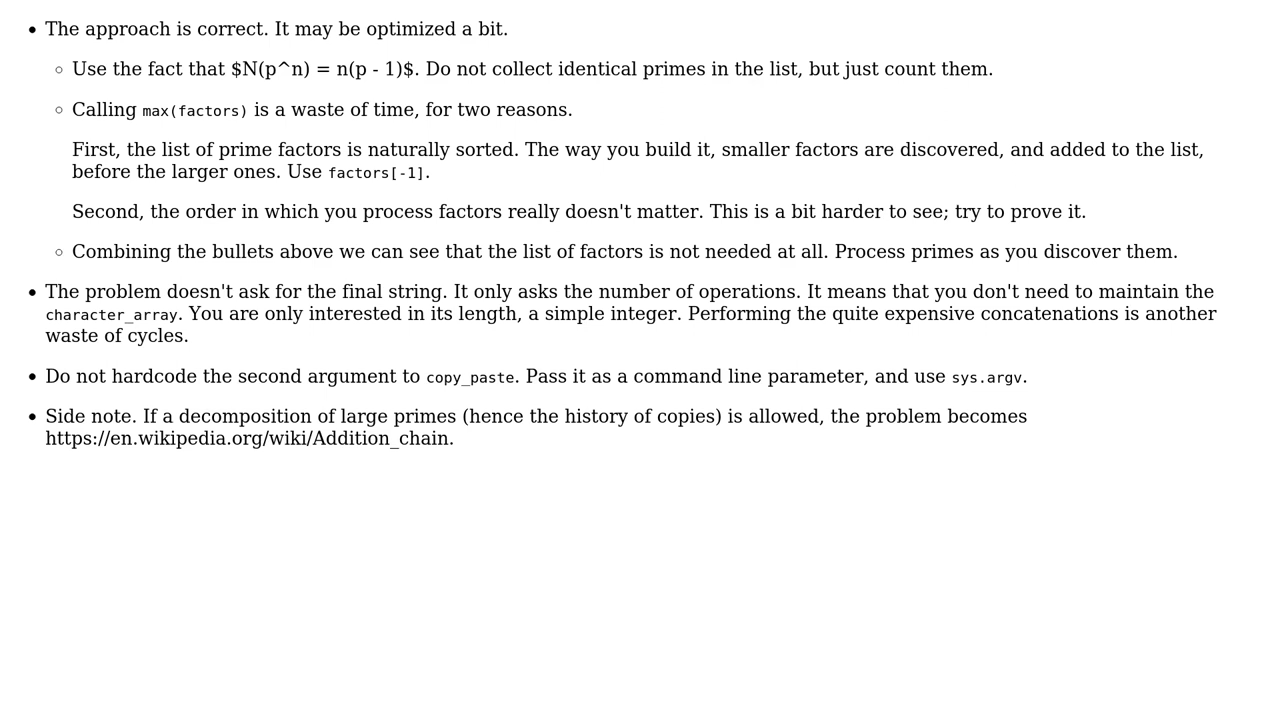 The approach is correct. It may be optimized a bit.
Use the fact that $N(p^n) = n(p - 1)$. Do not collect identical primes in the list, but just count them.
Calling max(factors) is a waste of time, for two reasons.
First, the list of prime factors is naturally sorted. The way you build it, smaller factors are discovered, and added to the list,
before the larger ones. Use factors[-1].
Second, the order in which you process factors really doesn't matter. This is a bit harder to see; try to prove it.
Combining the bullets above we can see that the list of factors is not needed at all. Process primes as you discover them.
The problem doesn't ask for the final string. It only asks the number of operations. It means that you don't need to maintain the
character_array. You are only interested in its length, a simple integer. Performing the quite expensive concatenations is another
waste of cycles.
Do not hardcode the second argument to copy_paste. Pass it as a command line parameter, and use sys.argv.
Side note. If a decomposition of large primes (hence the history of copies) is allowed, the problem becomes
https://en.wikipedia.org/wiki/Addition_chain.